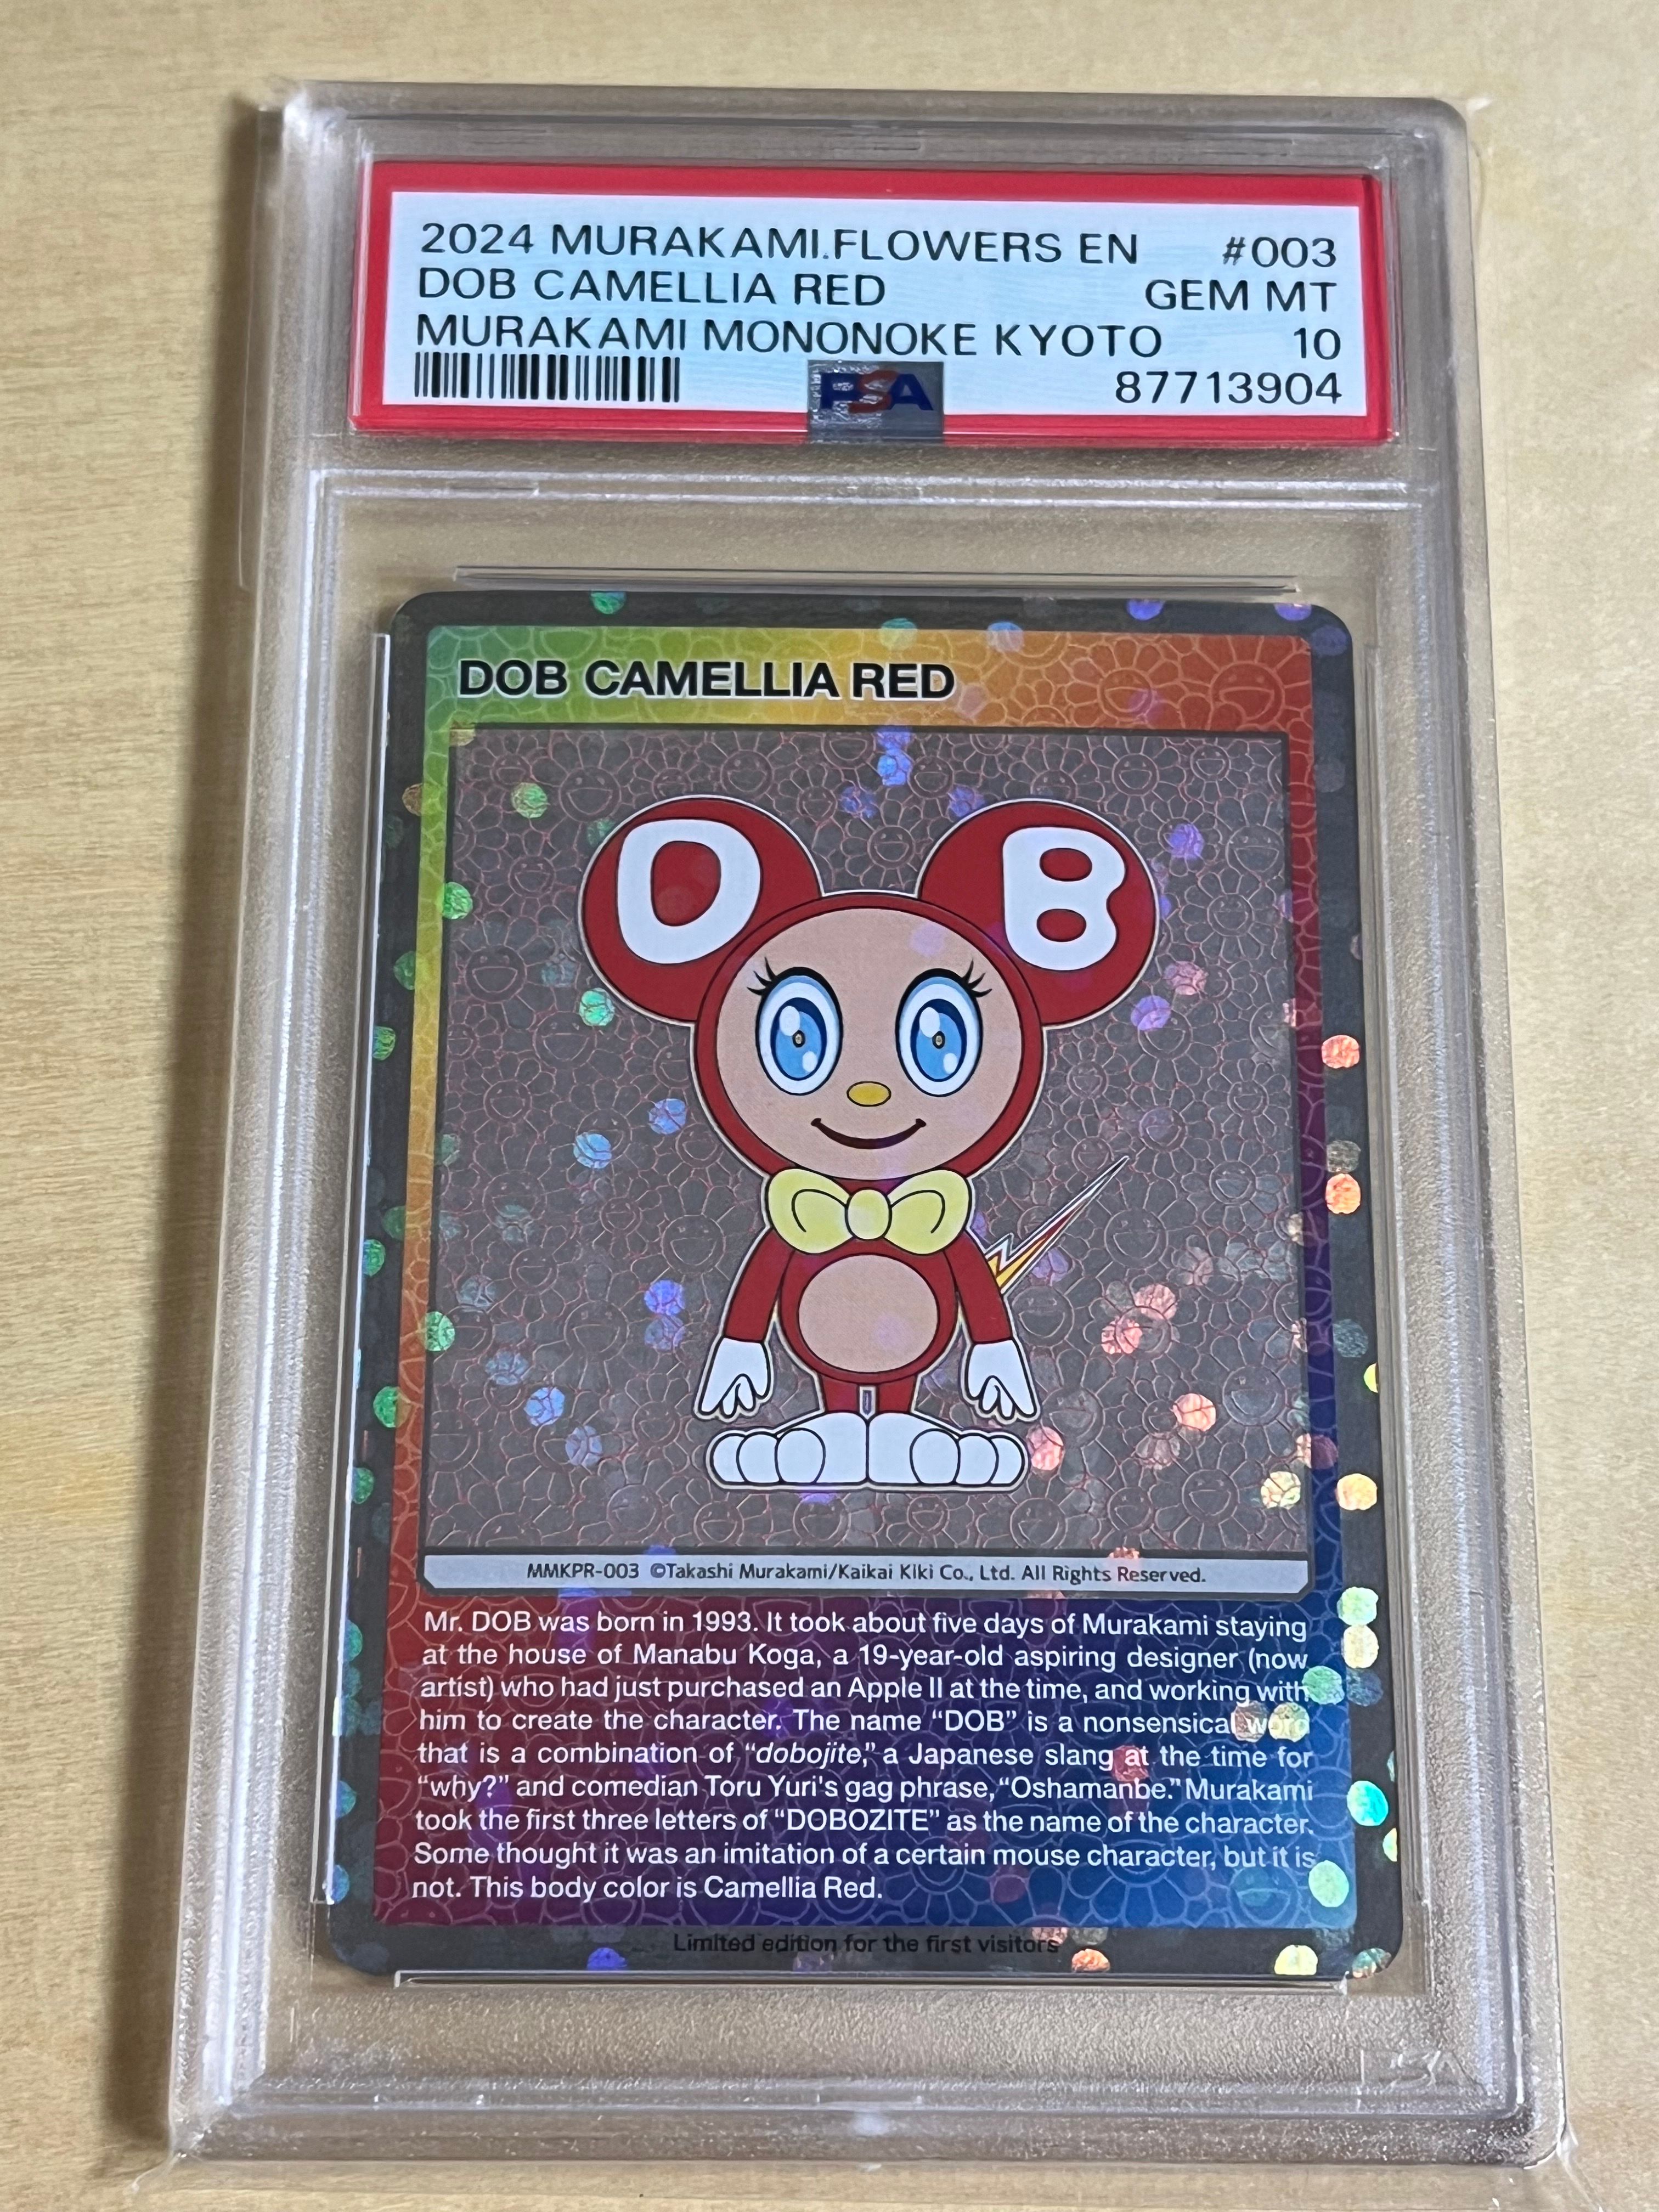 2024 MURAKAMI.FLOWERS EN #003
DOB CAMELLIA RED GEM MT
MURAKAMI MONONOKE KYOTO 10
PSA 87713904
DOB CAMELLIA RED
D B
MMKPR-003 ©Takashi Murakami/Kaikai Kiki Co., Ltd. All Rights Reserved.
Mr. DOB was born in 1993. It took about five days of Murakami staying
at the house of Manabu Koga, a 19-year-old aspiring designer (now
artist) who had just purchased an Apple II at the time, and working with
him to create the character. The name “DOB” is a nonsensical word
that is a combination of “dobojite,” a Japanese slang at the time for
“why?” and comedian Toru Yuri's gag phrase, “Oshamanbe.” Murakami
took the first three letters of “DOBOZITE” as the name of the character.
Some thought it was an imitation of a certain mouse character, but it is
not. This body color is Camellia Red.
Limited edition for the first visitors
PSA